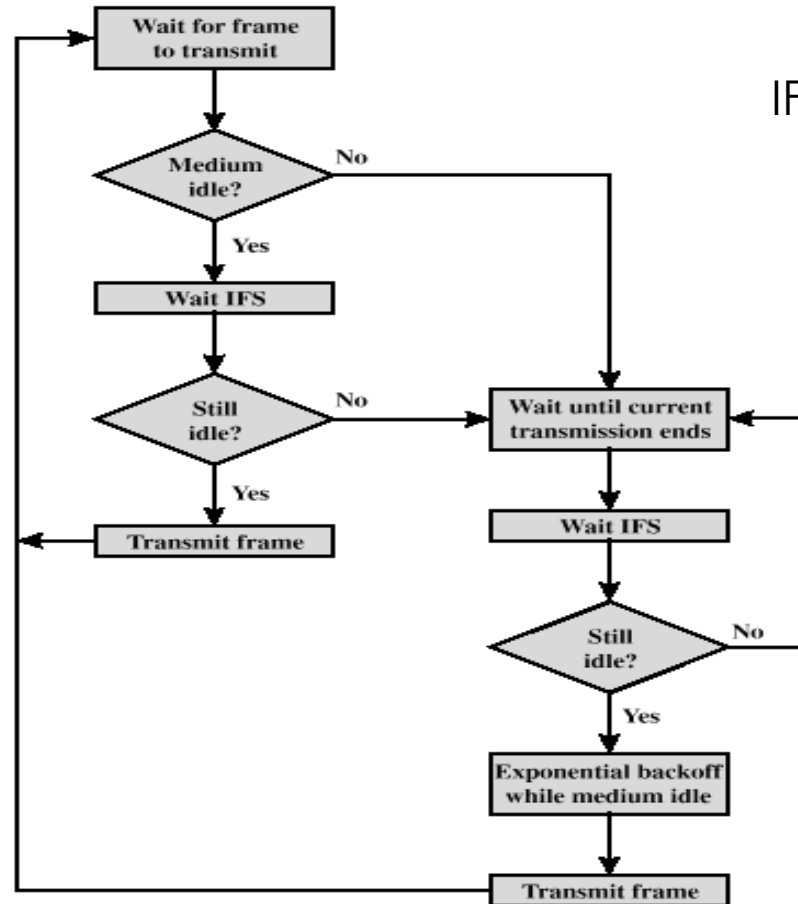 Wait for frame
to transmit
IF
Medium
idle?
No
Yes
Wait IFS
Still
idle?
No
Yes
Transmit frame
Wait until current
transmission ends
Wait IFS
Still
idle?
No
Yes
Exponential backoff
while medium idle
Transmit frame